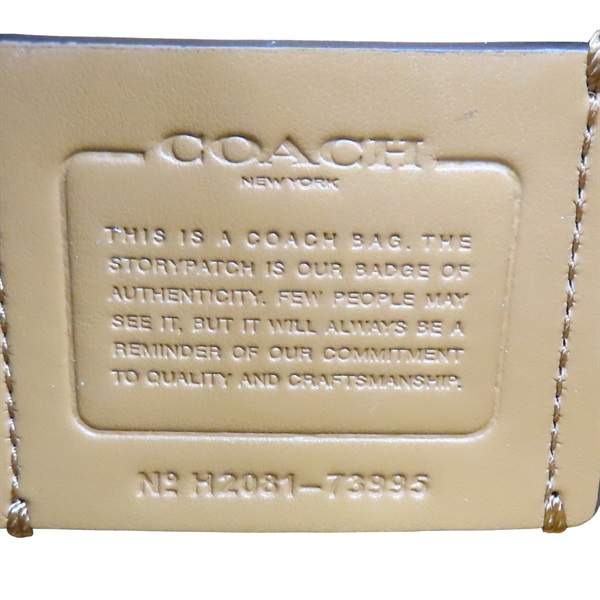 COACH
NEW YORK
THIS IS A COACH BAG. THE
STORYPATCH IS OUR BADGE OF
AUTHENTICITY. FEW PEOPLE MAY
SEE IT, BUT IT WILL ALWAYS BE A
REMINDER OF OUR COMMITMENT
TO QUALITY AND CRAFTSMANSHIP.
Nº H2081-73995